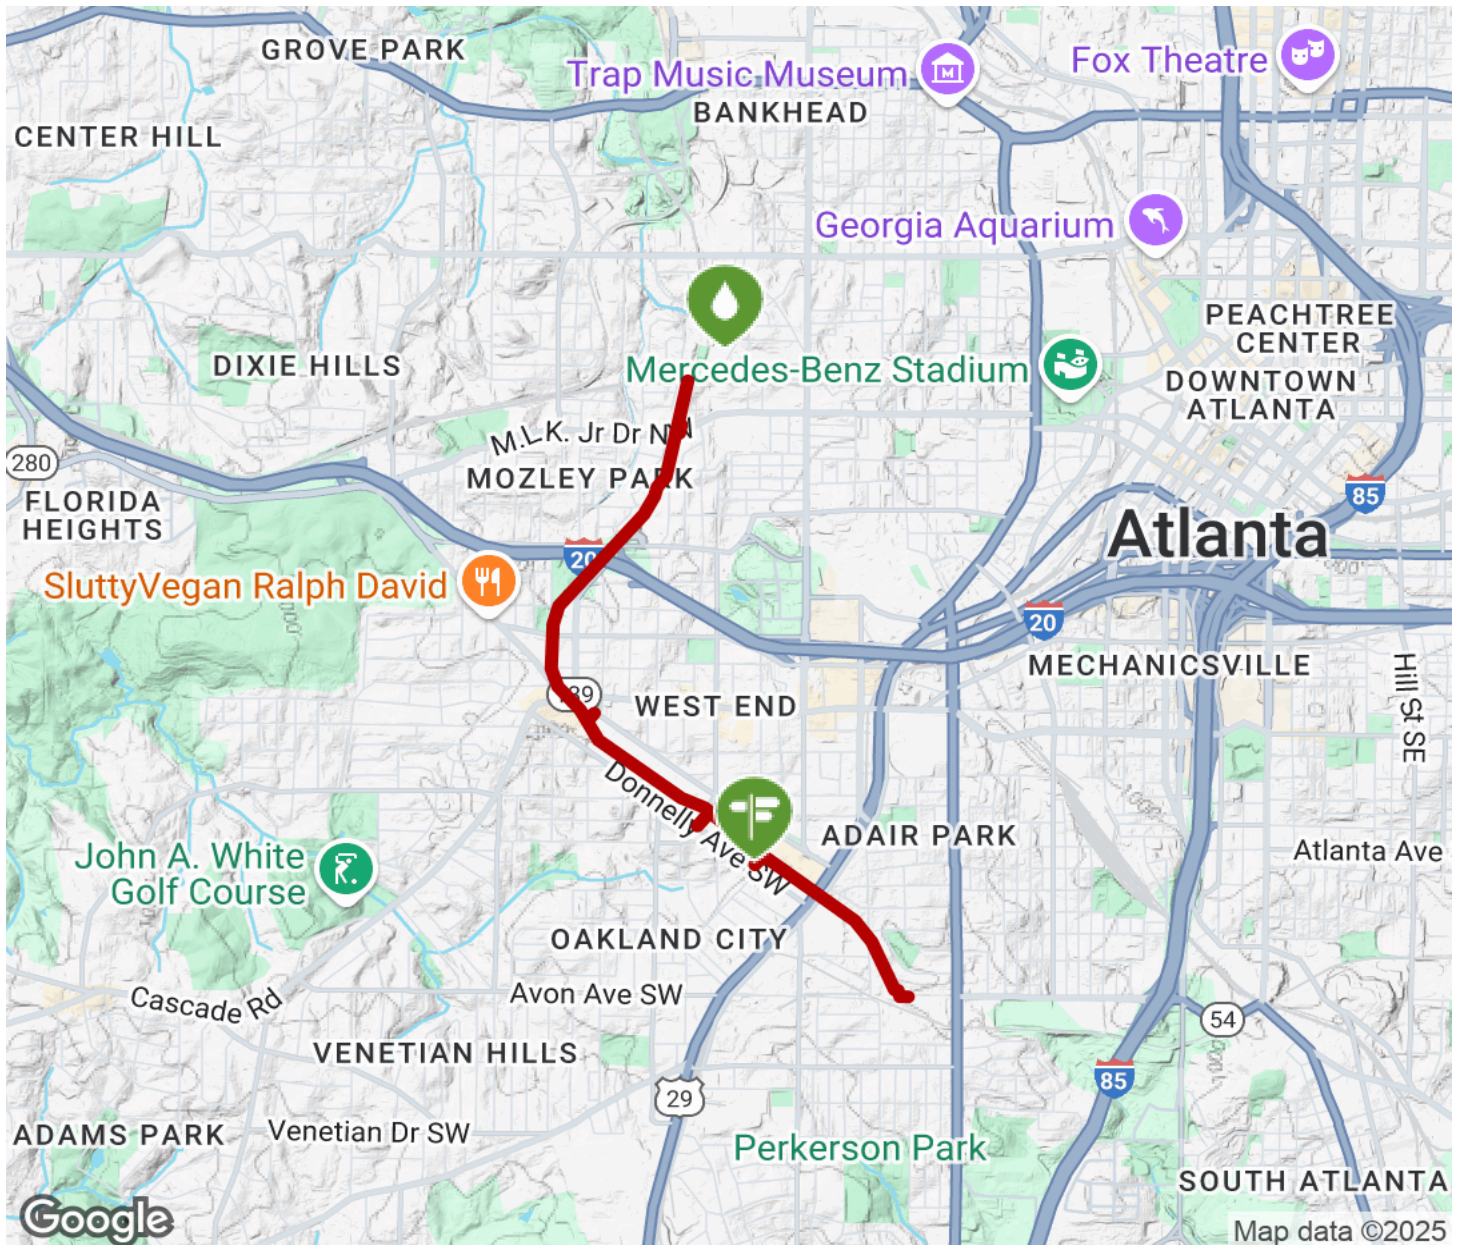 GROVE PARK
Trap Music Museum
Fox Theatre
BANKHEAD
CENTER HILL
Georgia Aquarium
PEACHTREE
CENTER
DIXIE HILLS
Mercedes-Benz Stadium
DOWNTOWN
ATLANTA
M.L.K. Jr Dr
280
MOZLEY PARK
85
FLORIDA
HEIGHTS
Atlanta
20
SluttyVegan Ralph David
20
MECHANICSVILLE
Hill St SE
WEST END
Donnelly Ave SW
ADAIR PARK
Atlanta Ave
John A. White
Golf Course
OAKLAND CITY
Avon Ave SW
Cascade Rd
54
VENETIAN HILLS
85
29
ADAMS PARK
Venetian Dr SW
Perkerson Park
SOUTH ATLANTA
Google
Map data ©2025